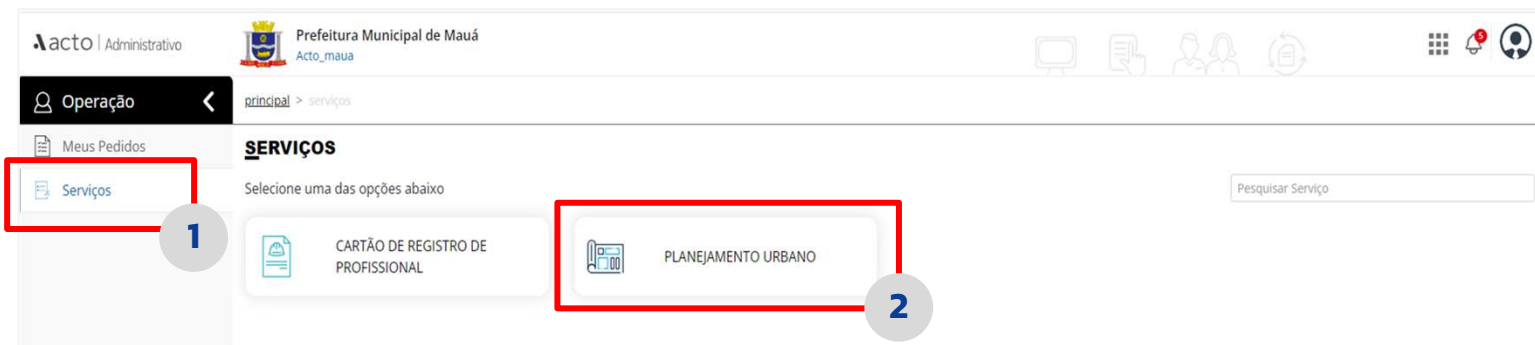 acto | Administrativo
Prefeitura Municipal de Mauá
Acto_maua
5
Operação
principal > serviços
Meus Pedidos
SERVIÇOS
Serviços
Selecione uma das opções abaixo
Pesquisar Serviço
1
CARTÃO DE REGISTRO DE
PROFISSIONAL
PLANEJAMENTO URBANO
2